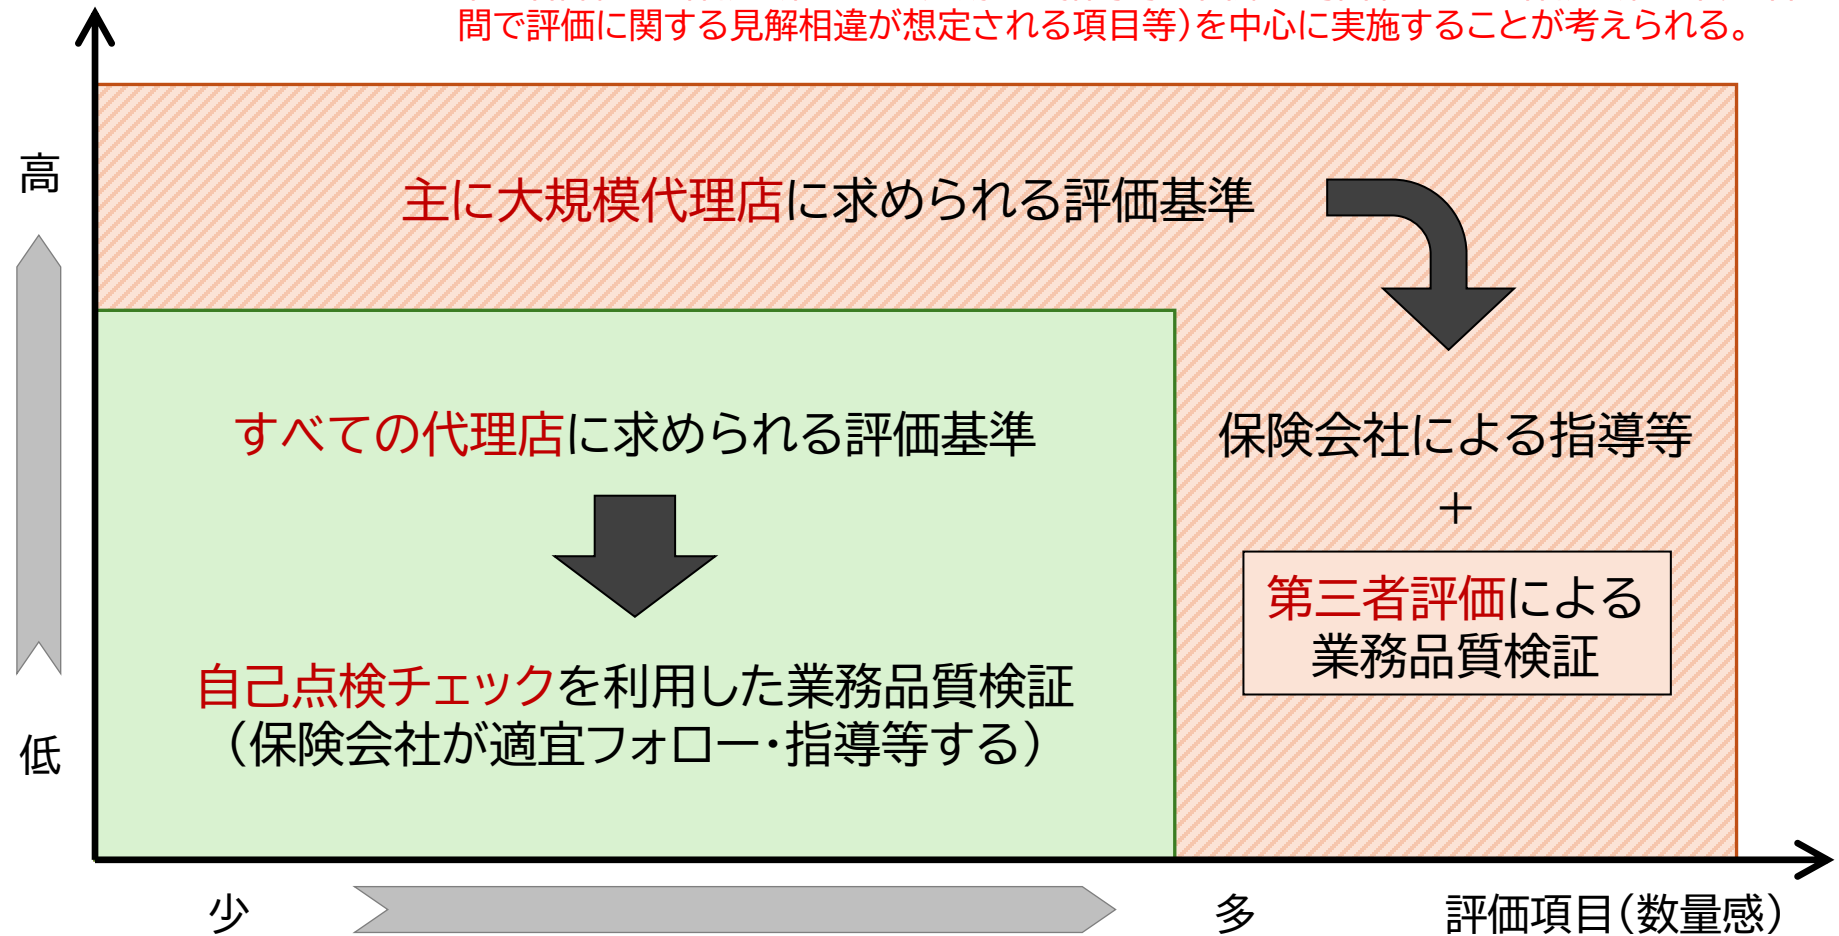 間で評価に関する見解相違が想定される項目等）を中心に実施することが考えられる。
高
主に大規模代理店に求められる評価基準
すべての代理店に求められる評価基準
保険会社による指導等
＋
第三者評価による
業務品質検証
自己点検チェックを利用した業務品質検証
（保険会社が適宜フォロー・指導等する）
低
少
多
評価項目（数量感）